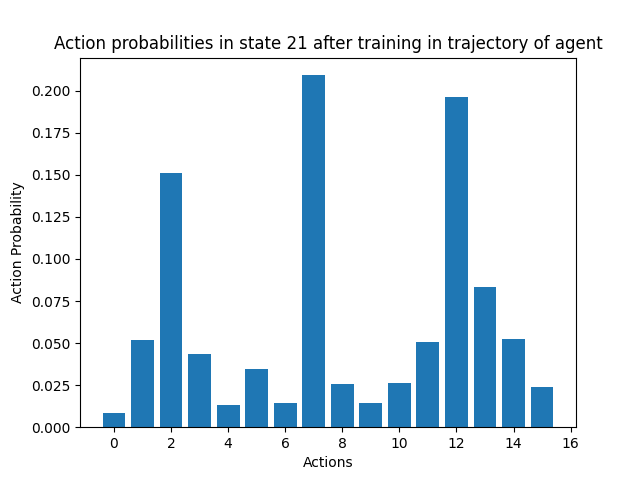 Action probabilities in state 21 after training in trajectory of agent
0.200
0.175
0.150
0.125
0.100
0.075
0.050
0.025
0.000
Action Probability
0 2 4 6 8 10 12 14 16
Actions